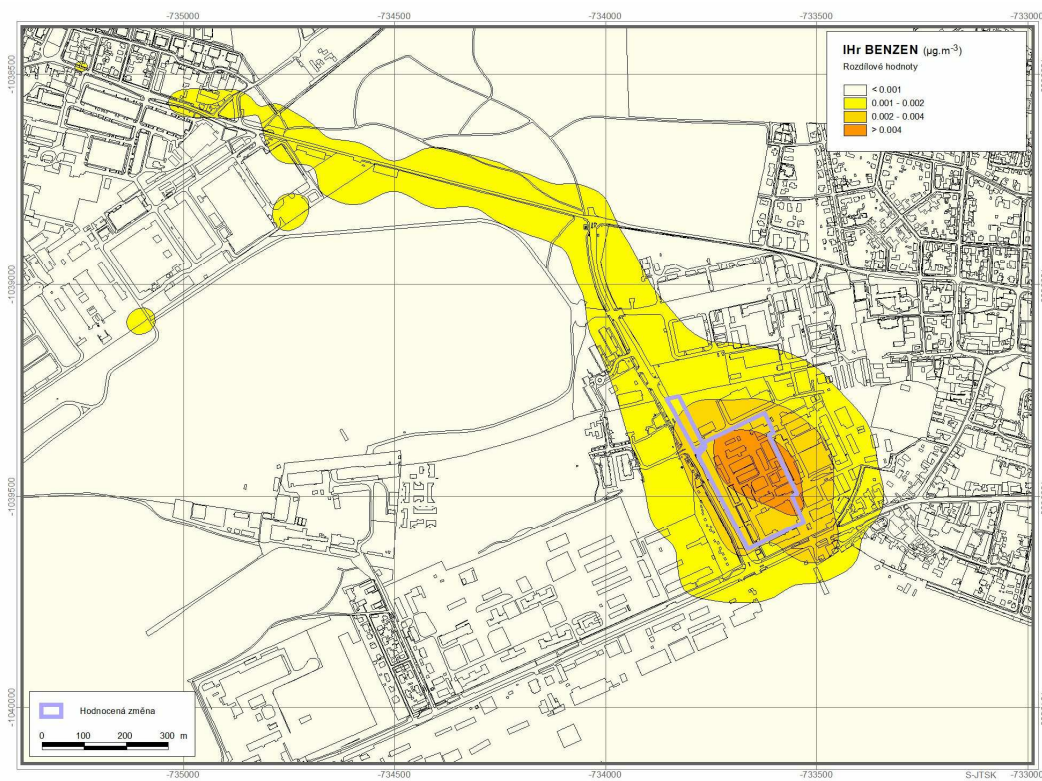 -735000 -734500 -734000 -733500 -733000
-1038500
IHr BENZEN (µg.m-3)
Rozdílové hodnoty
< 0.001
0.001 - 0.002
0.002 - 0.004
> 0.004
-1039000
-1039500
-1040000
Hodnocená změna
0 100 200 300 m
-735000 -734500 -734000 -733500 S-JTSK -733000